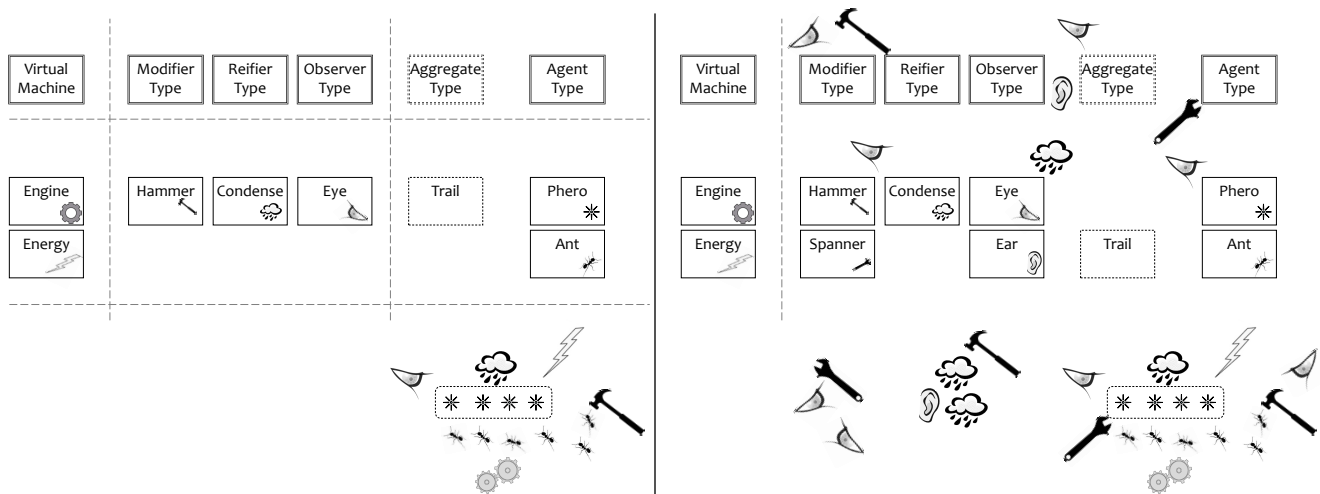 Virtual
Machine
Modifier
Type
Reifier
Type
Observer
Type
Aggregate
Type
Agent
Type
Engine
Hammer
Condense
Eye
Trail
Phero
Energy
Ant
Virtual
Machine
Modifier
Type
Reifier
Type
Observer
Type
Aggregate
Type
Agent
Type
Engine
Hammer
Condense
Eye
Phero
Energy
Spanner
Ear
Trail
Ant